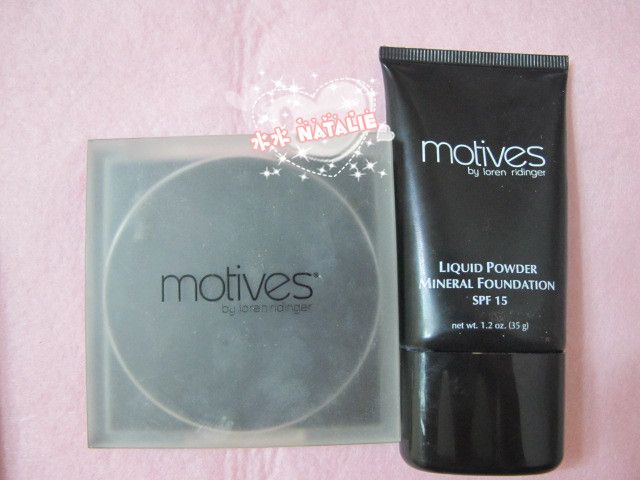 水水 NATALIE
motives®
by loren ridinger
motives
by loren ridinger
LIQUID POWDER
MINERAL FOUNDATION
SPF 15
net wt. 1.2 oz. (35 g)